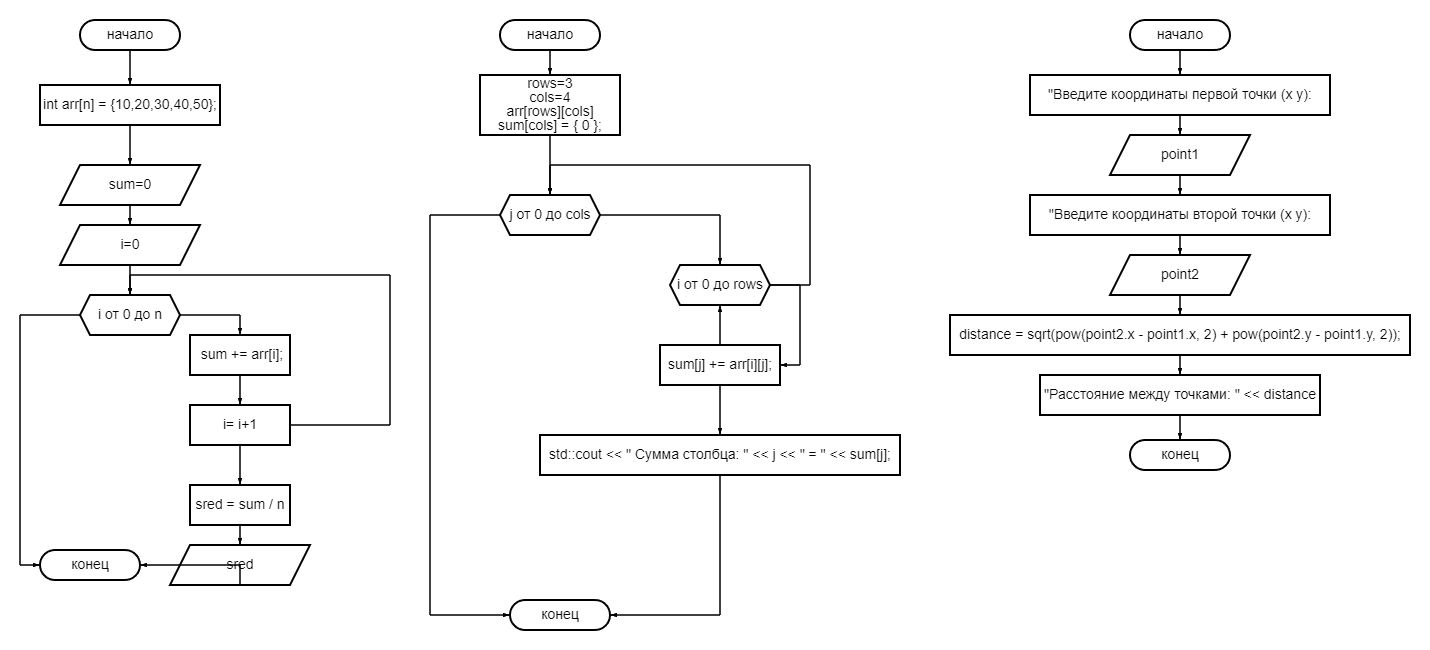 начало
int arr[n] = {10,20,30,40,50};
sum=0
i=0
i от 0 до n
sum += arr[i];
i= i+1
sred = sum / n
sred
конец
начало
rows=3
cols=4
arr[rows][cols]
sum[cols] = { 0 };
j от 0 до cols
i от 0 до rows
sum[j] += arr[i][j];
std::cout << " Сумма столбца: " << j << " = " << sum[j];
конец
начало
"Введите координаты первой точки (x y):
point1
"Введите координаты второй точки (x y):
point2
distance = sqrt(pow(point2.x - point1.x, 2) + pow(point2.y - point1.y, 2));
"Расстояние между точками: " << distance
конец